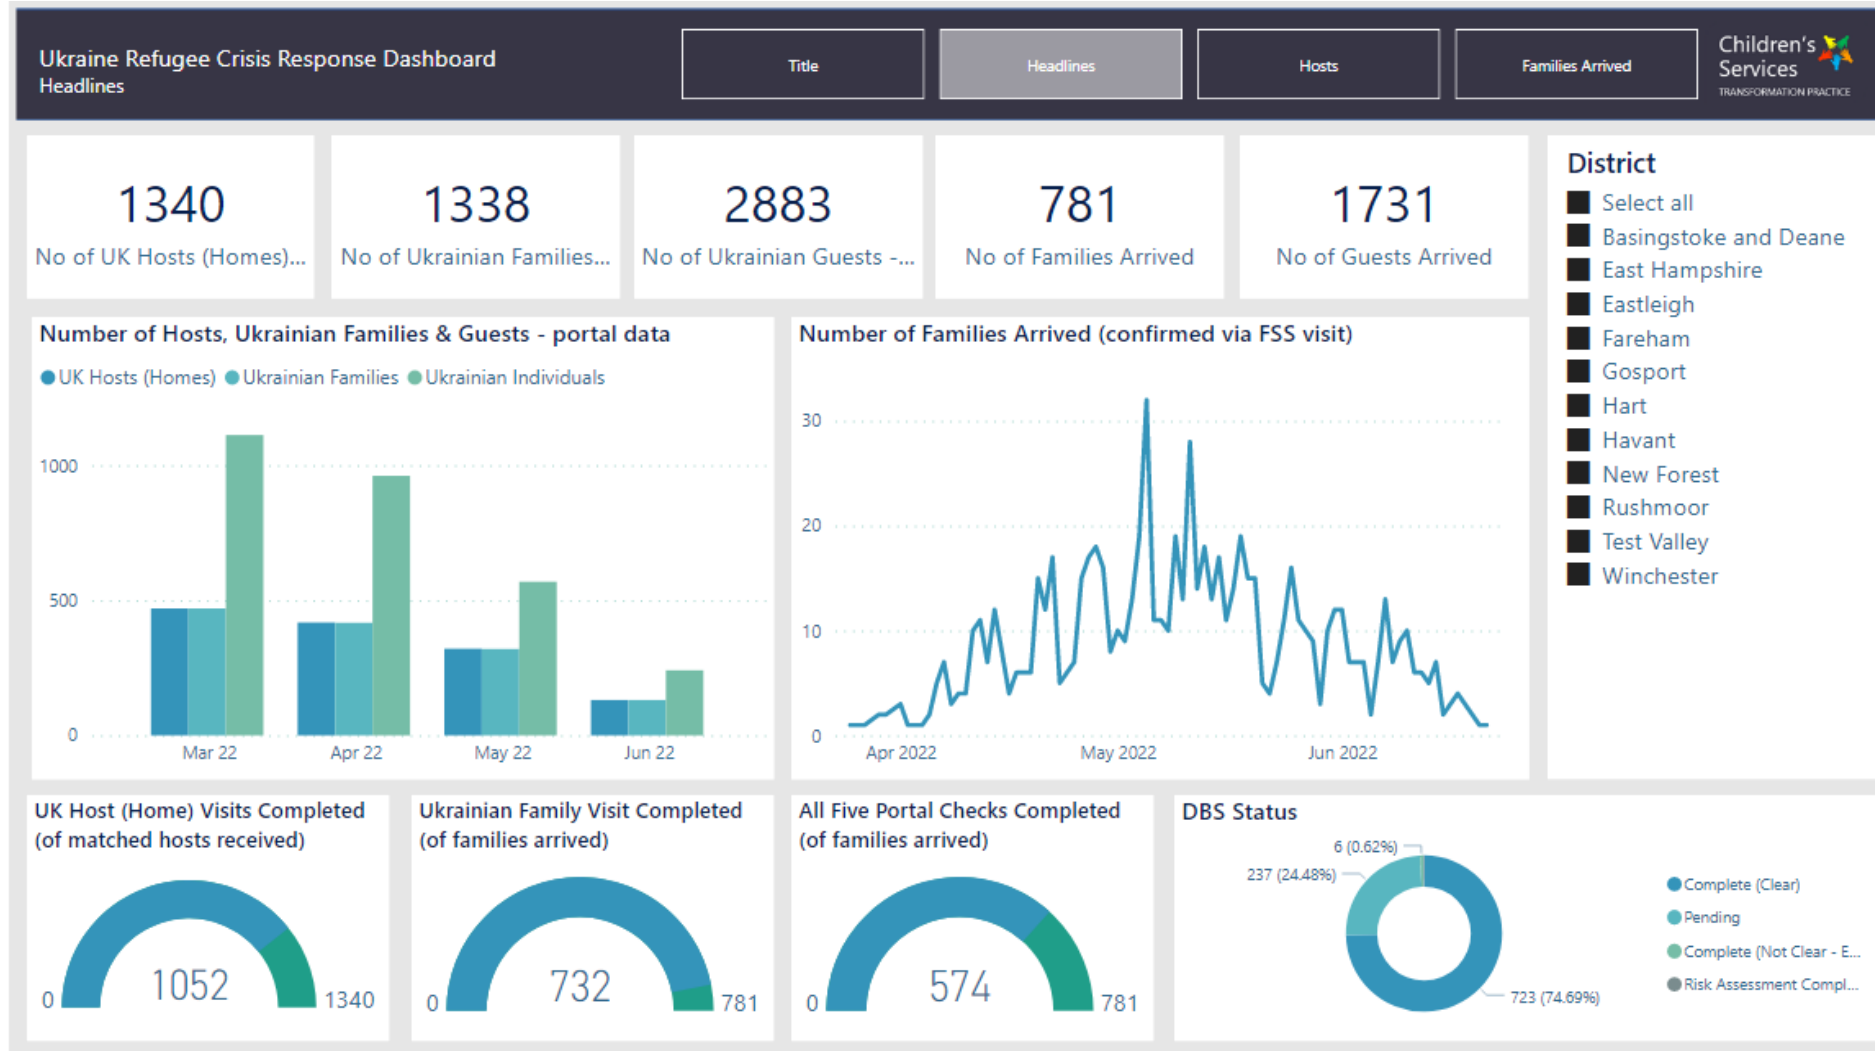 Ukraine Refugee Crisis Response Dashboard
Headlines
Title
Headlines
Hosts
Families Arrived
Children's
Services
TRANSFORMATION PRACTICE
1340
No of UK Hosts (Homes)...
1338
No of Ukrainian Families...
2883
No of Ukrainian Guests -...
781
No of Families Arrived
1731
No of Guests Arrived
District
Select all
Basingstoke and Deane
East Hampshire
Eastleigh
Fareham
Gosport
Hart
Havant
New Forest
Rushmoor
Test Valley
Winchester
Number of Hosts, Ukrainian Families & Guests - portal data
UK Hosts (Homes) Ukrainian Families Ukrainian Individuals
1000
500
0
Mar 22 Apr 22 May 22 Jun 22
Number of Families Arrived (confirmed via FSS visit)
30
20
10
0
Apr 2022 May 2022 Jun 2022
UK Host (Home) Visits Completed
(of matched hosts received)
0 1052 1340
Ukrainian Family Visit Completed
(of families arrived)
0 732 781
All Five Portal Checks Completed
(of families arrived)
0 574 781
DBS Status
6 (0.62%)
237 (24.48%)
723 (74.69%)
Complete (Clear)
Pending
Complete (Not Clear - E...
Risk Assessment Compl...